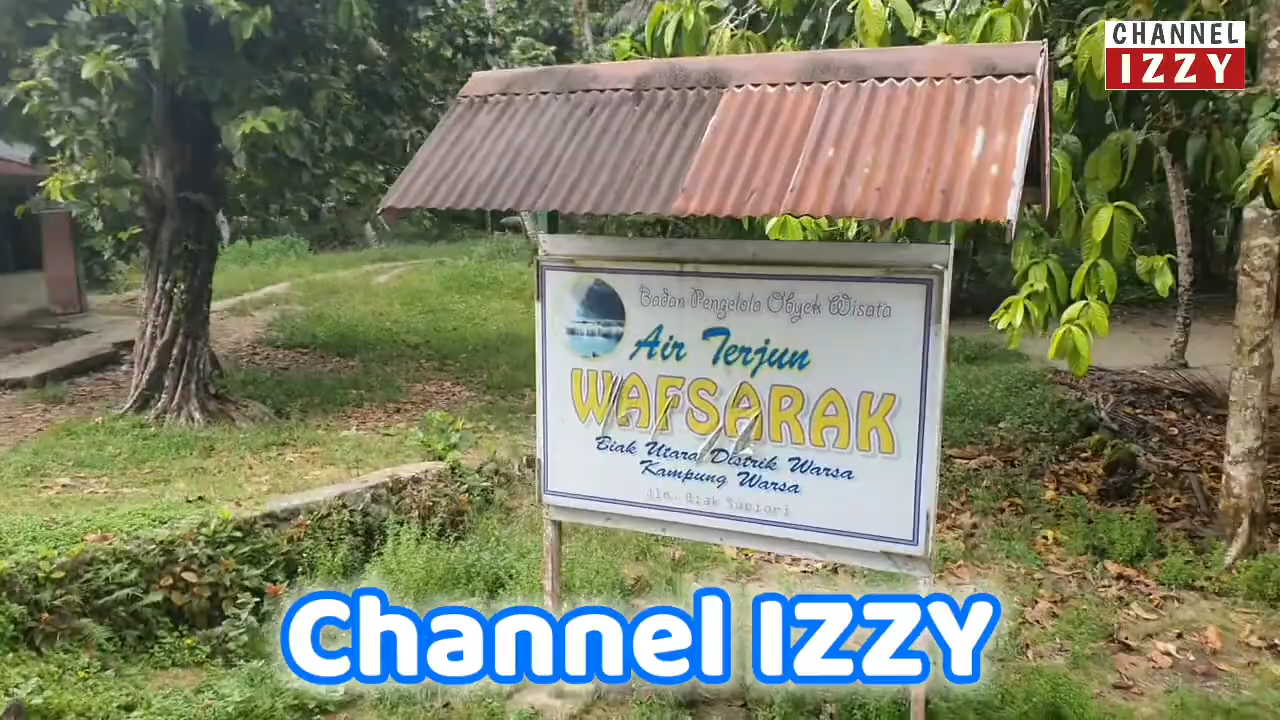 CHANNEL
IZZY
Badan Pengelola Obyek Wisata
Air Terjun
WAFSARAK
Biak Utara Distrik Warsa
Kampung Warsa
Jln. Biak Supiori
Channel IZZY